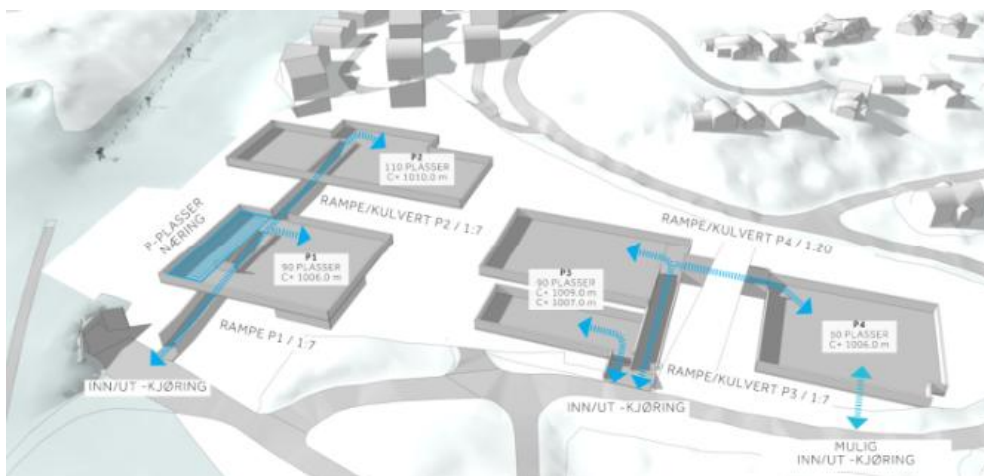 P2
110 PLASSER
C+ 1010.0 m
RAMPE/KULVERT P2 / 1:7
P-PLASSER
NÆRING
P1
90 PLASSER
C+ 1006.0 m
RAMPE P1 / 1:7
INN/UT -KJØRING
RAMPE/KULVERT P4 / 1:20
P3
90 PLASSER
C+ 1009.0 m
C+ 1007.0 m
P4
50 PLASSER
C+ 1006.0 m
RAMPE/KULVERT P3 / 1:7
INN/UT -KJØRING
MULIG
INN/UT -KJØRING